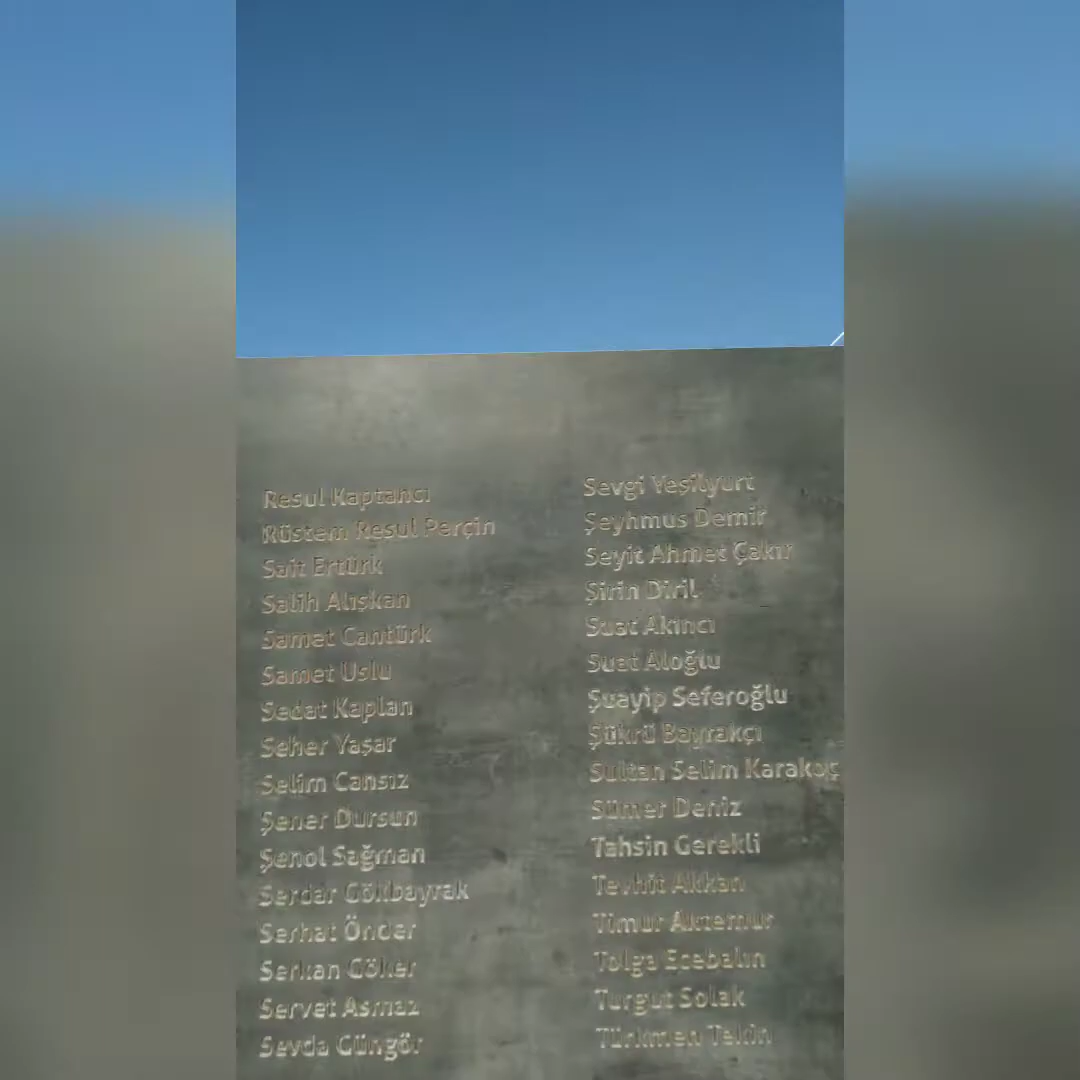 Resul Kaptancı
Rüstem Resul Perçin
Sait Ertürk
Salih Alışkan
Samet Cantürk
Samet Uslu
Sedat Kaplan
Seher Yaşar
Selim Cansız
Şener Dursun
Şenol Sağman
Serdar Gökbayrak
Serhat Önder
Serkan Göker
Servet Asmaz
Sevda Güngör
Sevgi Yeşilyurt
Şeyhmus Demir
Seyit Ahmet Çakır
Şirin Diril
Suat Akıncı
Suat Aloğlu
Şuayip Seferoğlu
Şükrü Bayrakçı
Sultan Selim Karakoç
Sümer Deniz
Tahsin Gerekli
Tevhit Akkan
Timur Aktemur
Tolga Ecebalın
Turgut Solak
Türkmen Tekin